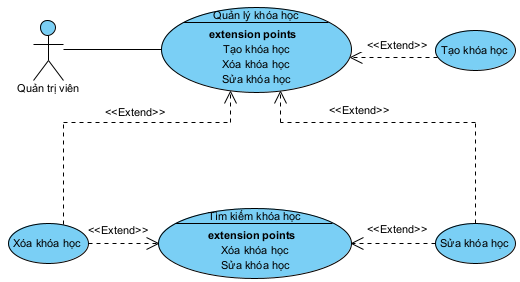 Quản lý khóa học
extension points
Tạo khóa học
Xóa khóa học
Sửa khóa học
<<Extend>>
Tạo khóa học
Quản trị viên
<<Extend>>
<<Extend>>
Tìm kiếm khóa học
extension points
Xóa khóa học
Sửa khóa học
Xóa khóa học
<<Extend>>
<<Extend>>
Sửa khóa học